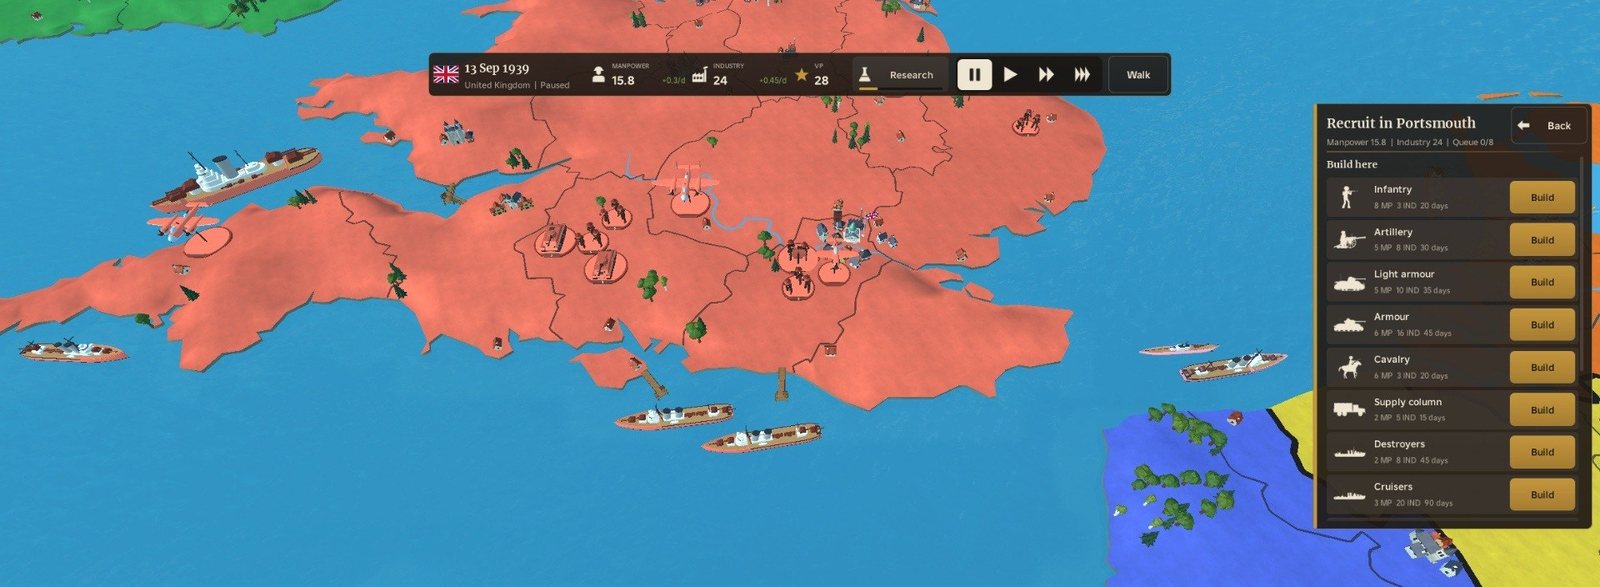 13 Sep 1939
United Kingdom | Paused
MANPOWER
15.8
+0.3/d
INDUSTRY
24
+0.45/d
VP
28
Research
Walk
Recruit in Portsmouth
Back
Manpower 15.8 | Industry 24 | Queue 0/8
Build here
Infantry
8 MP 3 IND 20 days
Build
Artillery
5 MP 8 IND 30 days
Build
Light armour
5 MP 10 IND 35 days
Build
Armour
6 MP 16 IND 45 days
Build
Cavalry
6 MP 3 IND 20 days
Build
Supply column
2 MP 5 IND 15 days
Build
Destroyers
2 MP 8 IND 45 days
Build
Cruisers
3 MP 20 IND 90 days
Build